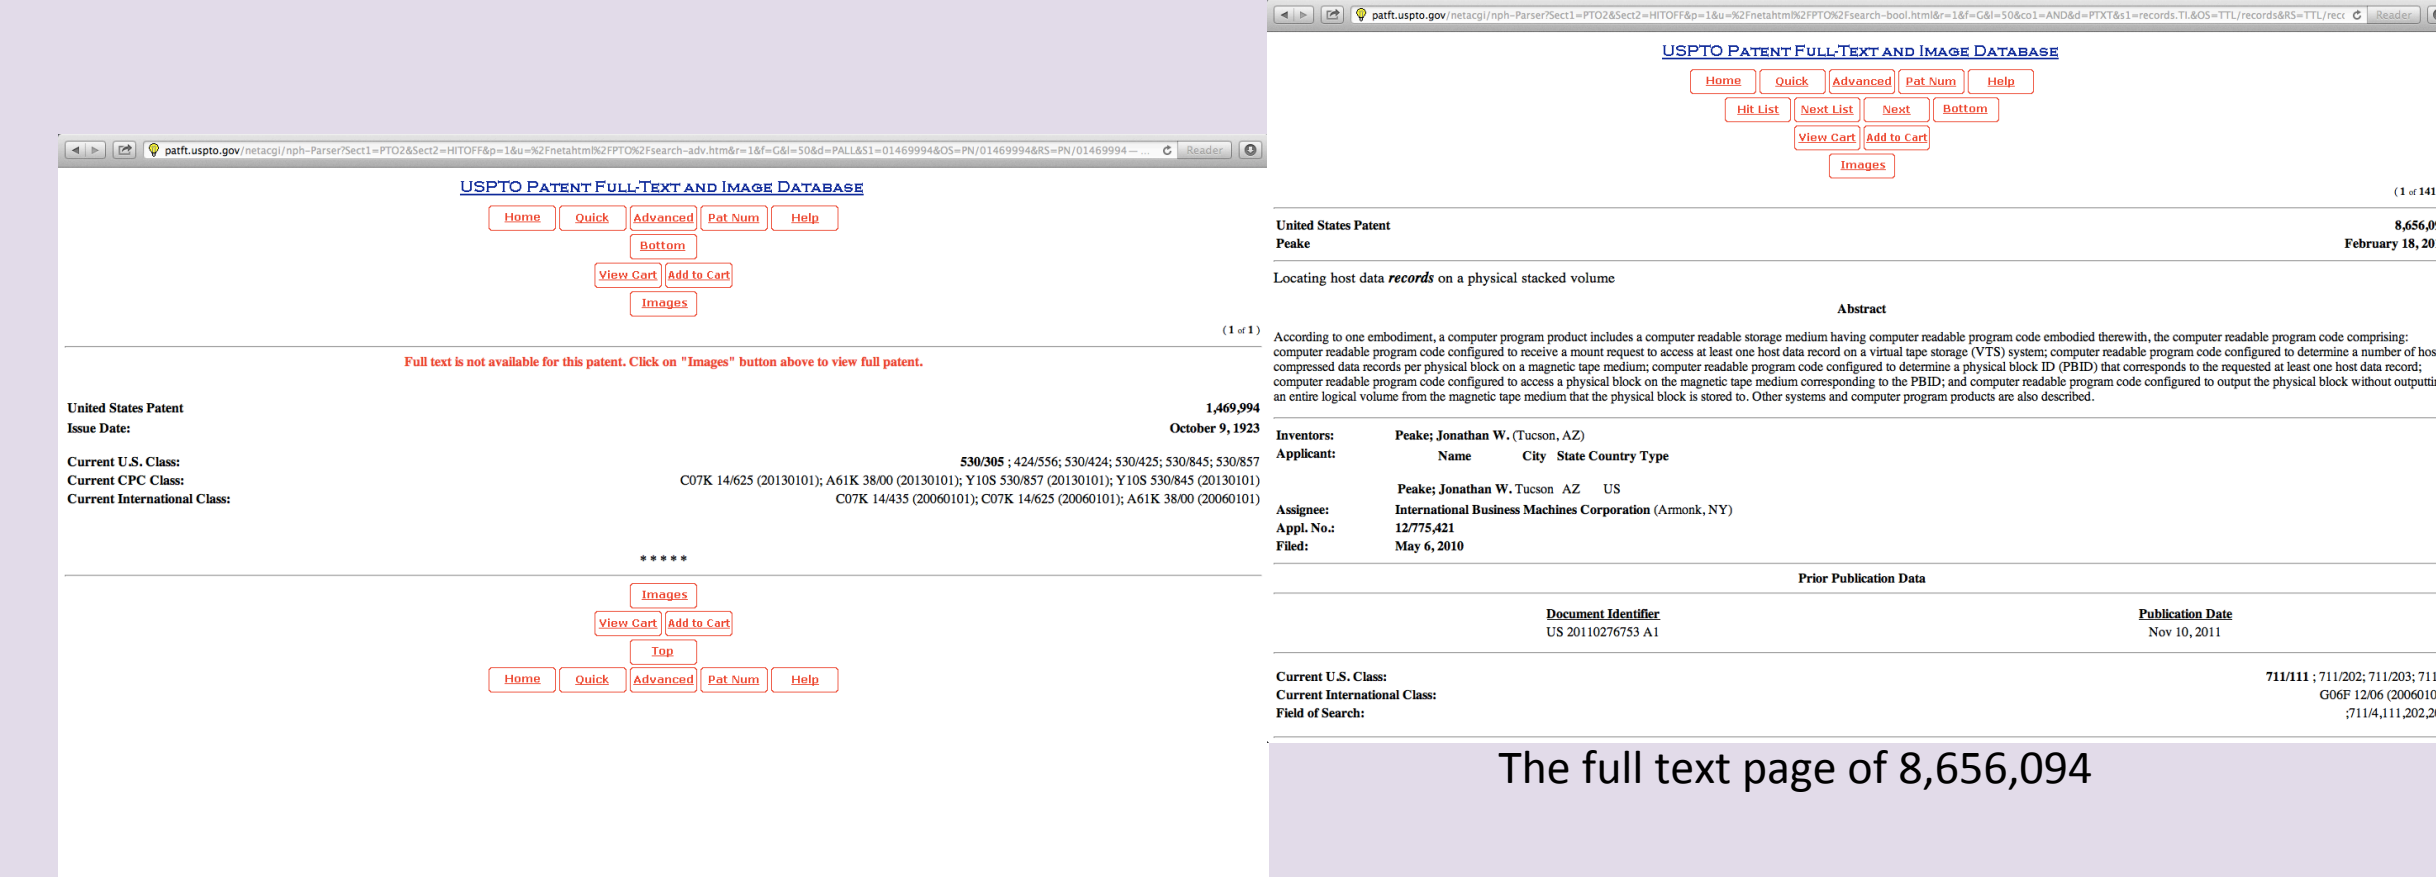 patft.uspto.gov/netacgi/nph-Parser?Sect1=PTO2&Sect2=HITOFF&p=1&u=%2Fnetahtml%2FPTO%2Fsearch-adv.htm&r=1&f=G&l=50&d=PALL&S1=01469994&OS=PN/01469994&RS=PN/01469994 — ... Reader
USPTO PATENT FULL-TEXT AND IMAGE DATABASE
Home Quick Advanced Pat Num Help
Bottom
View Cart Add to Cart
Images
( 1 of 1 )
Full text is not available for this patent. Click on "Images" button above to view full patent.
United States Patent 1,469,994
Issue Date: October 9, 1923
Current U.S. Class: 530/305 ; 424/556; 530/424; 530/425; 530/845; 530/857
Current CPC Class: C07K 14/625 (20130101); A61K 38/00 (20130101); Y10S 530/857 (20130101); Y10S 530/845 (20130101)
Current International Class: C07K 14/435 (20060101); C07K 14/625 (20060101); A61K 38/00 (20060101)
* * * * *
Images
View Cart Add to Cart
Top
Home Quick Advanced Pat Num Help
patft.uspto.gov/netacgi/nph-Parser?Sect1=PTO2&Sect2=HITOFF&p=1&u=%2Fnetahtml%2FPTO%2Fsearch-bool.html&r=1&f=G&l=50&co1=AND&d=PTXT&s1=records.TI.&OS=TTL/records&RS=TTL/recc Reader
USPTO PATENT FULL-TEXT AND IMAGE DATABASE
Home Quick Advanced Pat Num Help
Hit List Next List Next Bottom
View Cart Add to Cart
Images
( 1 of 141
United States Patent 8,656,09
Peake February 18, 20
Locating host data records on a physical stacked volume
Abstract
According to one embodiment, a computer program product includes a computer readable storage medium having computer readable program code embodied therewith, the computer readable program code comprising:
computer readable program code configured to receive a mount request to access at least one host data record on a virtual tape storage (VTS) system; computer readable program code configured to determine a number of hos
compressed data records per physical block on a magnetic tape medium; computer readable program code configured to determine a physical block ID (PBID) that corresponds to the requested at least one host data record;
computer readable program code configured to access a physical block on the magnetic tape medium corresponding to the PBID; and computer readable program code configured to output the physical block without outputti
an entire logical volume from the magnetic tape medium that the physical block is stored to. Other systems and computer program products are also described.
Inventors: Peake; Jonathan W. (Tucson, AZ)
Applicant: Name City State Country Type
Peake; Jonathan W. Tucson AZ US
Assignee: International Business Machines Corporation (Armonk, NY)
Appl. No.: 12/775,421
Filed: May 6, 2010
Prior Publication Data
Document Identifier Publication Date
US 20110276753 A1 Nov 10, 2011
Current U.S. Class: 711/111 ; 711/202; 711/203; 711
Current International Class: G06F 12/06 (2006010
Field of Search: ;711/4,111,202,20
The full text page of 8,656,094